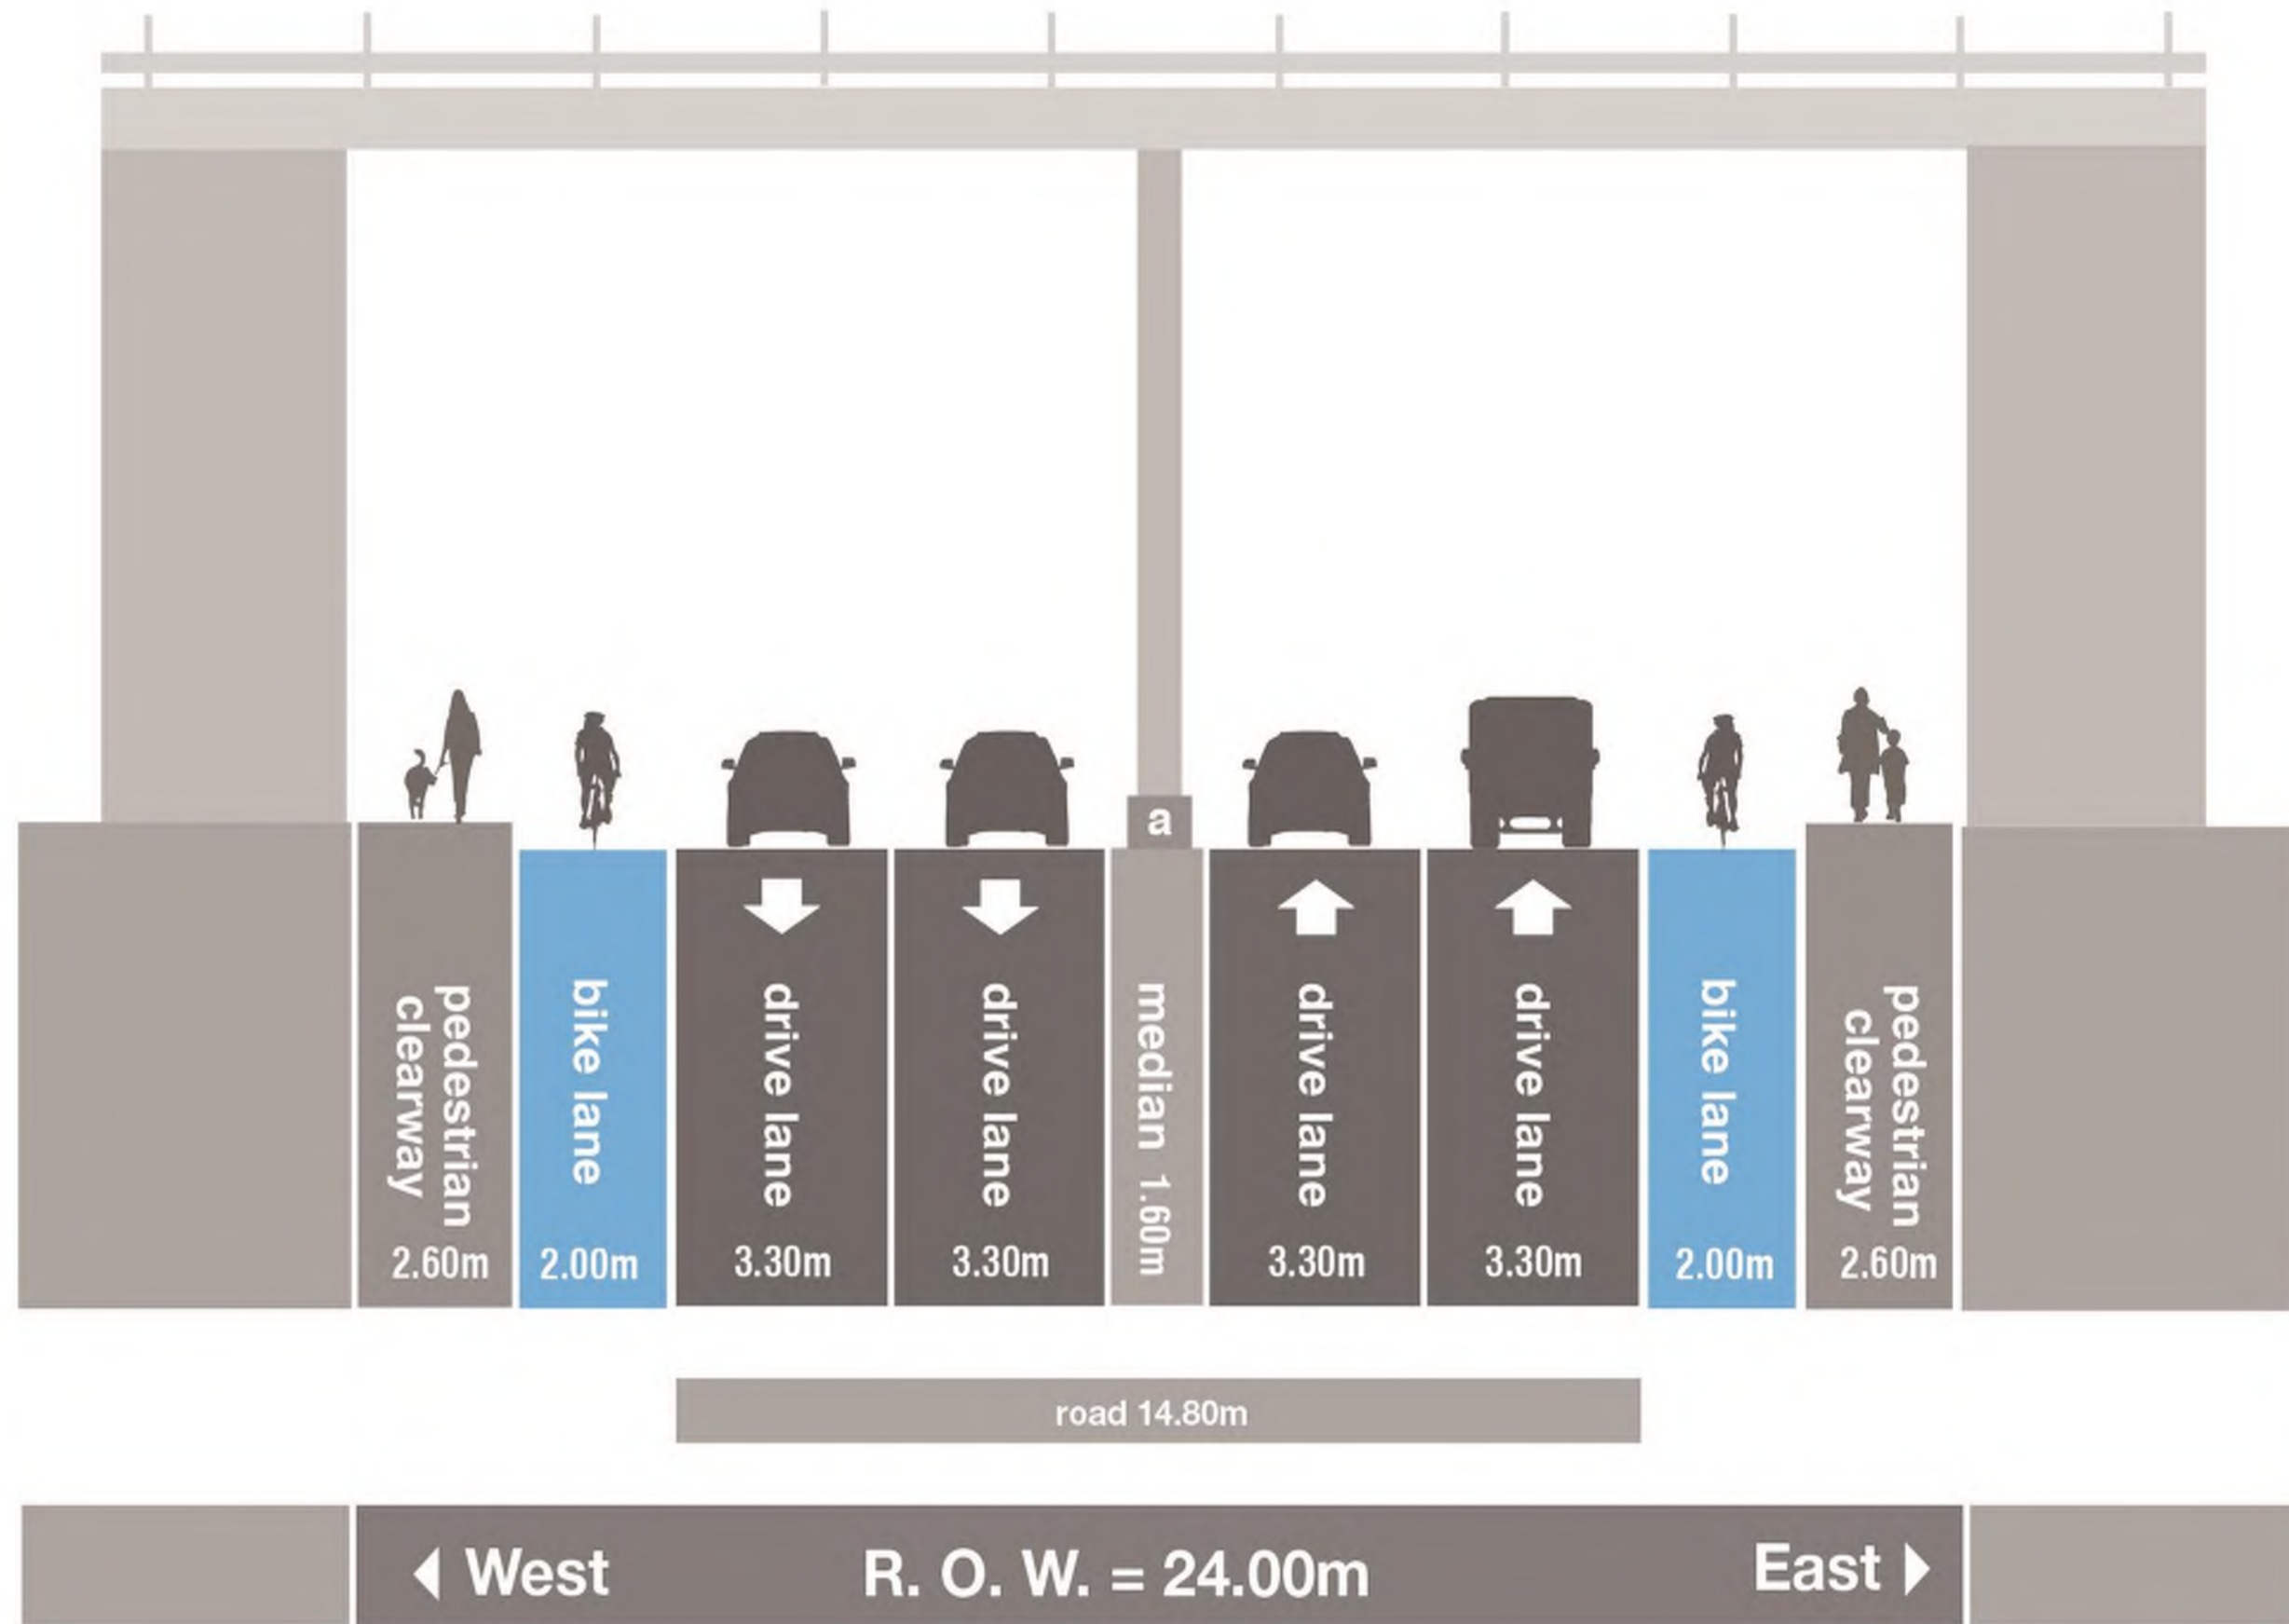 a
pedestrian
clearway
2.60m
bike lane
2.00m
drive lane
3.30m
drive lane
3.30m
median 1.60m
drive lane
3.30m
drive lane
3.30m
bike lane
2.00m
pedestrian
clearway
2.60m
road 14.80m
West
R. O. W. = 24.00m
East